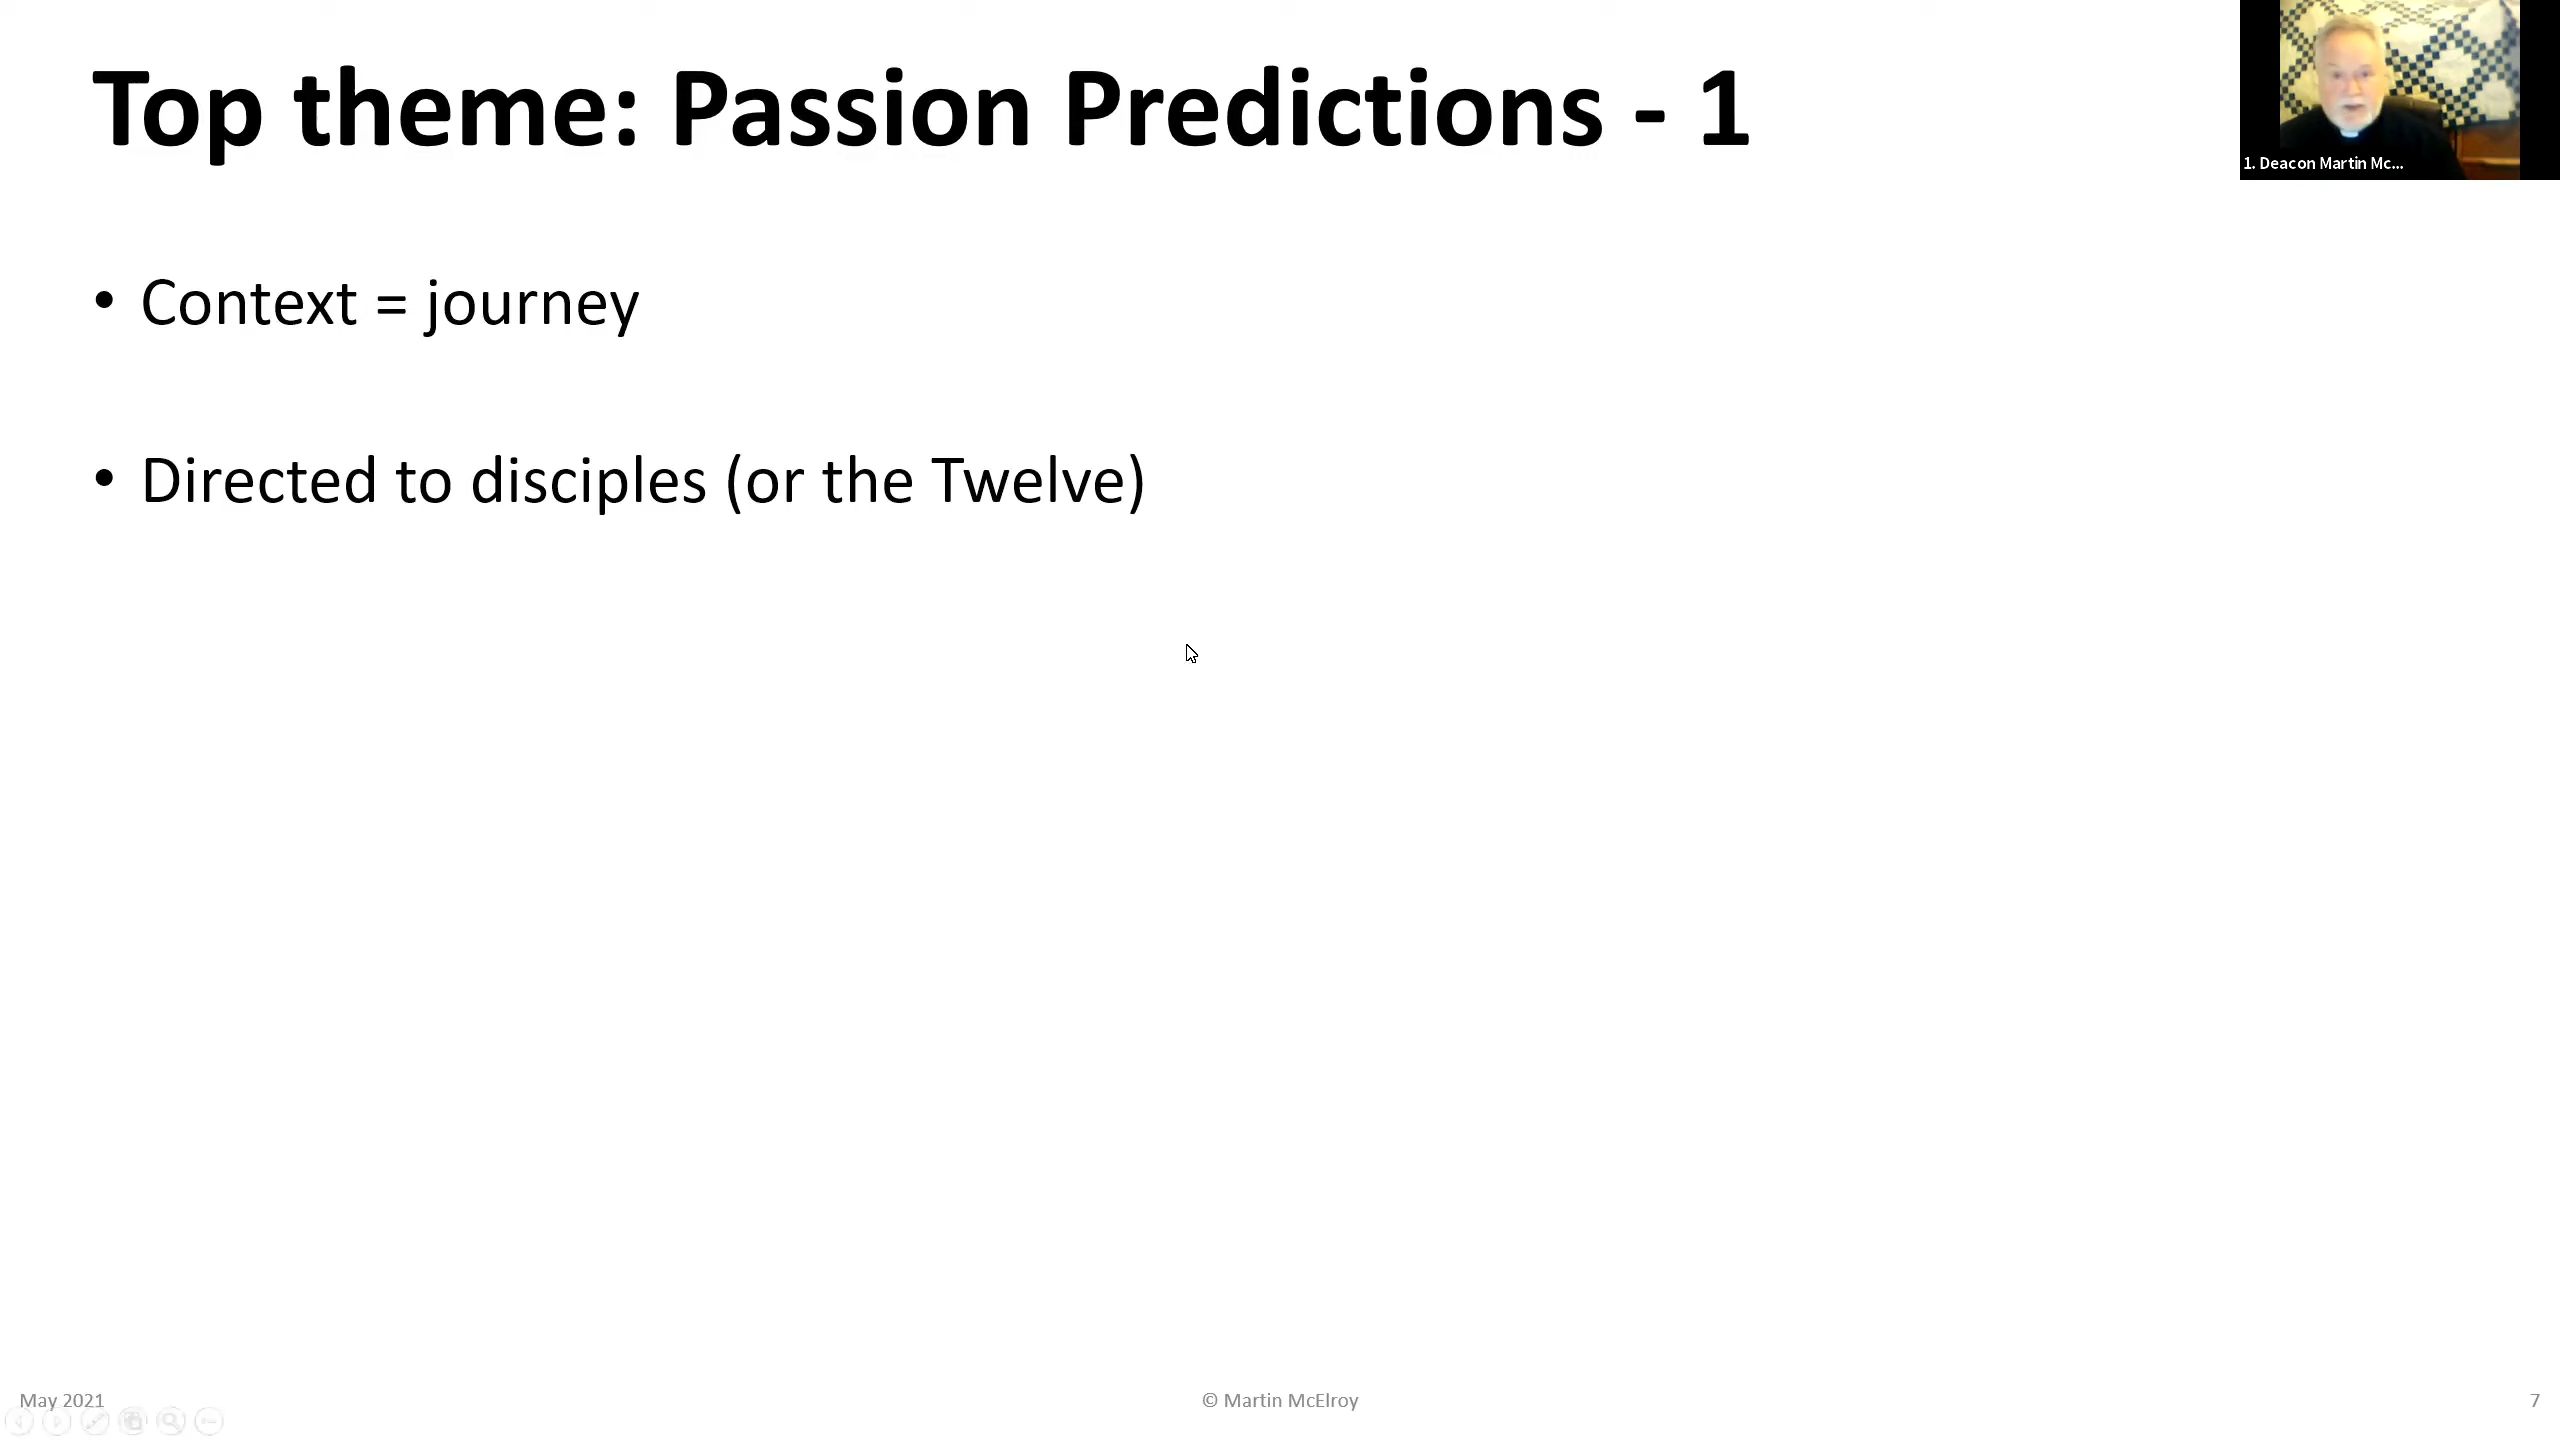 Top theme: Passion Predictions - 1
1. Deacon Martin Mc...
• Context = journey
• Directed to disciples (or the Twelve)
May 2021
© Martin McElroy
7